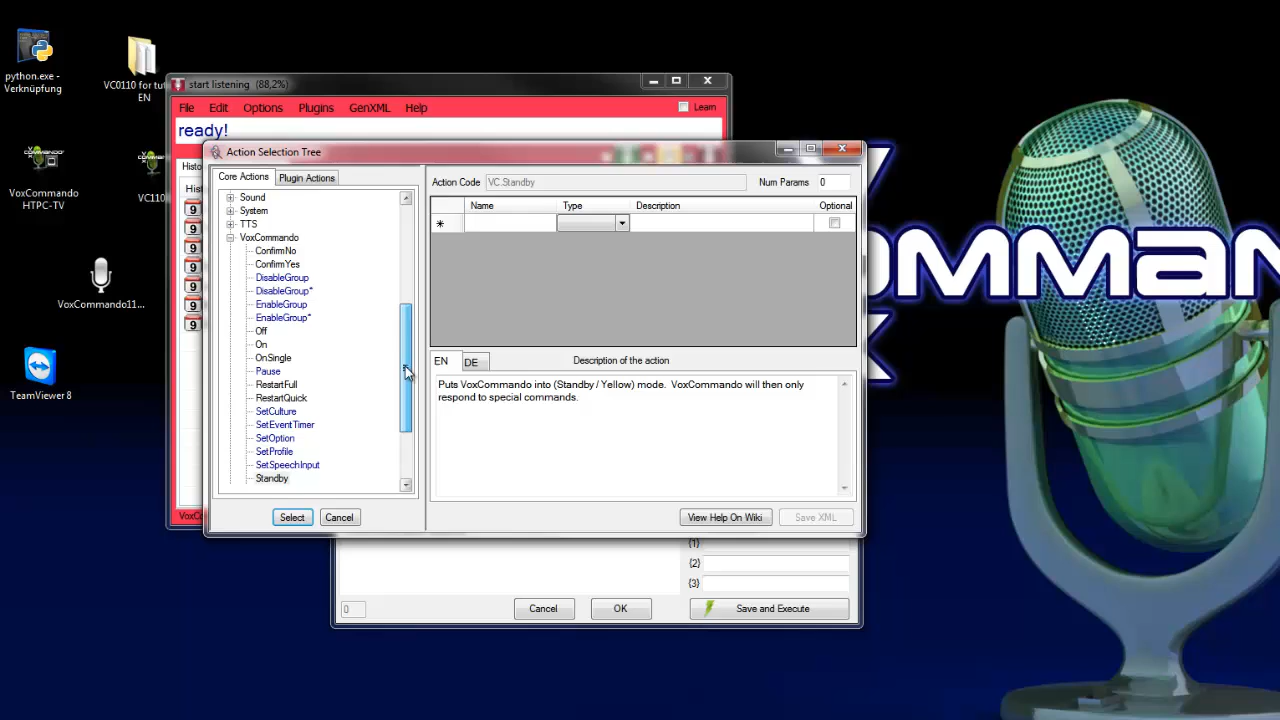 python.exe -
Verknüpfung
VC0110 for tut
EN
VoxCommando
HTPC-TV
VC110
VoxCommando11...
TeamViewer 8
start listening (88,2%)
File Edit Options Plugins GenXML Help
Learn
ready!
Action Selection Tree
Core Actions Plugin Actions
Sound
System
TTS
VoxCommando
ConfirmNo
ConfirmYes
DisableGroup
DisableGroup*
EnableGroup
EnableGroup*
Off
On
OnSingle
Pause
RestartFull
RestartQuick
SetCulture
SetEventTimer
SetOption
SetProfile
SetSpeechInput
Standby
Select Cancel
Action Code VC.Standby Num Params 0
Name Type Description Optional
EN DE Description of the action
Puts VoxCommando into (Standby / Yellow) mode. VoxCommando will then only
respond to special commands.
View Help On Wiki Save XML
{1}
{2}
{3}
0 Cancel OK Save and Execute